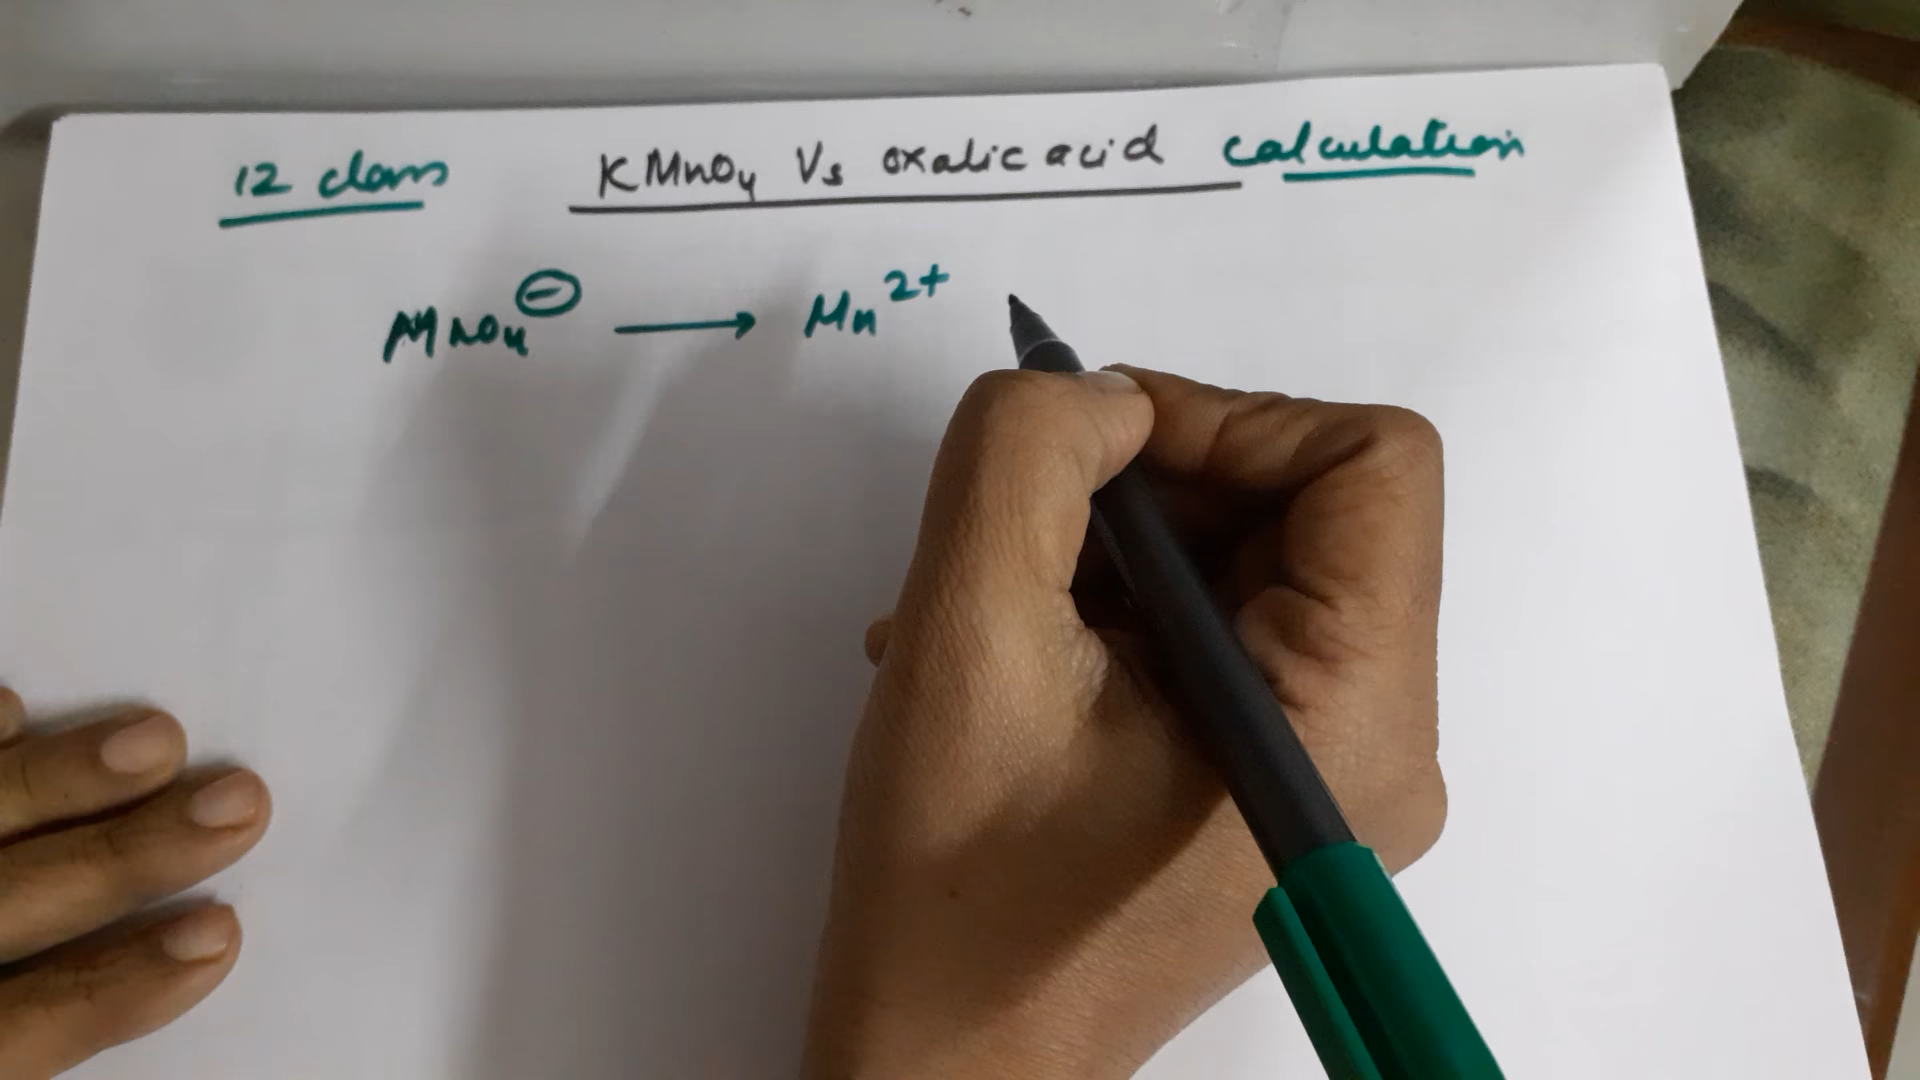 12 class KMnO4 Vs oxalic acid calculation
MnO4⊖ ⟶ Mn2+